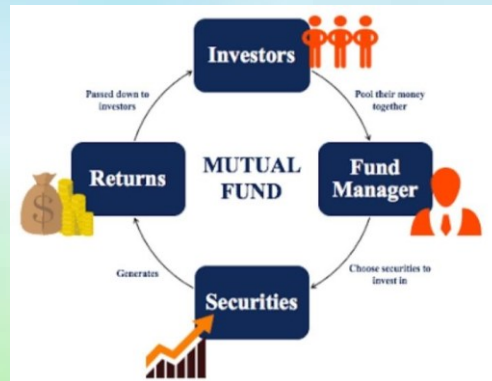 Investors
Passed down to
investors
Pool their money
together
Returns
MUTUAL
FUND
Fund
Manager
$
Generates
Choose securities to
invest in
Securities